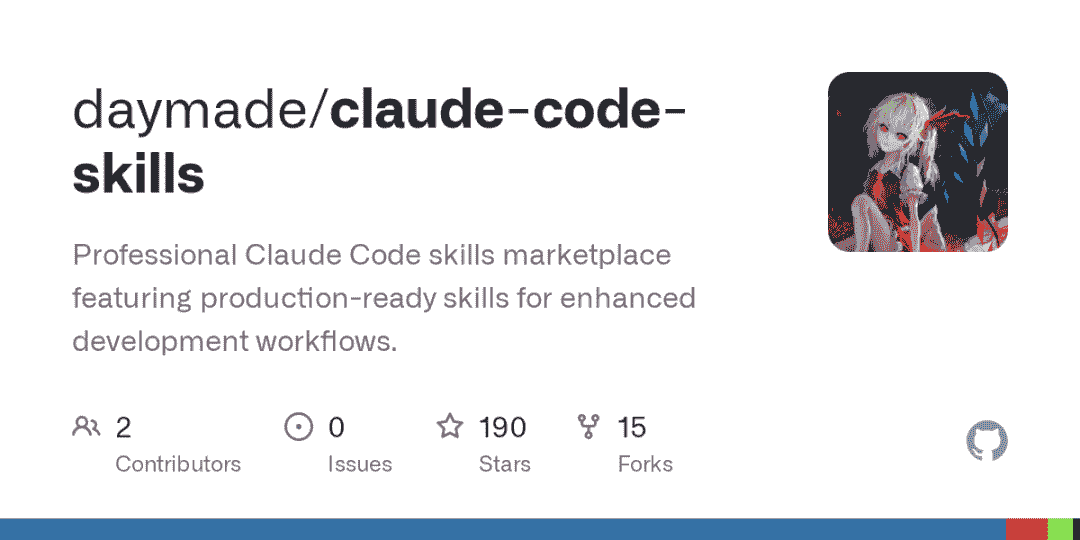 daymade/claude-code-
skills
Professional Claude Code skills marketplace
featuring production-ready skills for enhanced
development workflows.
2 0 190 15
Contributors Issues Stars Forks